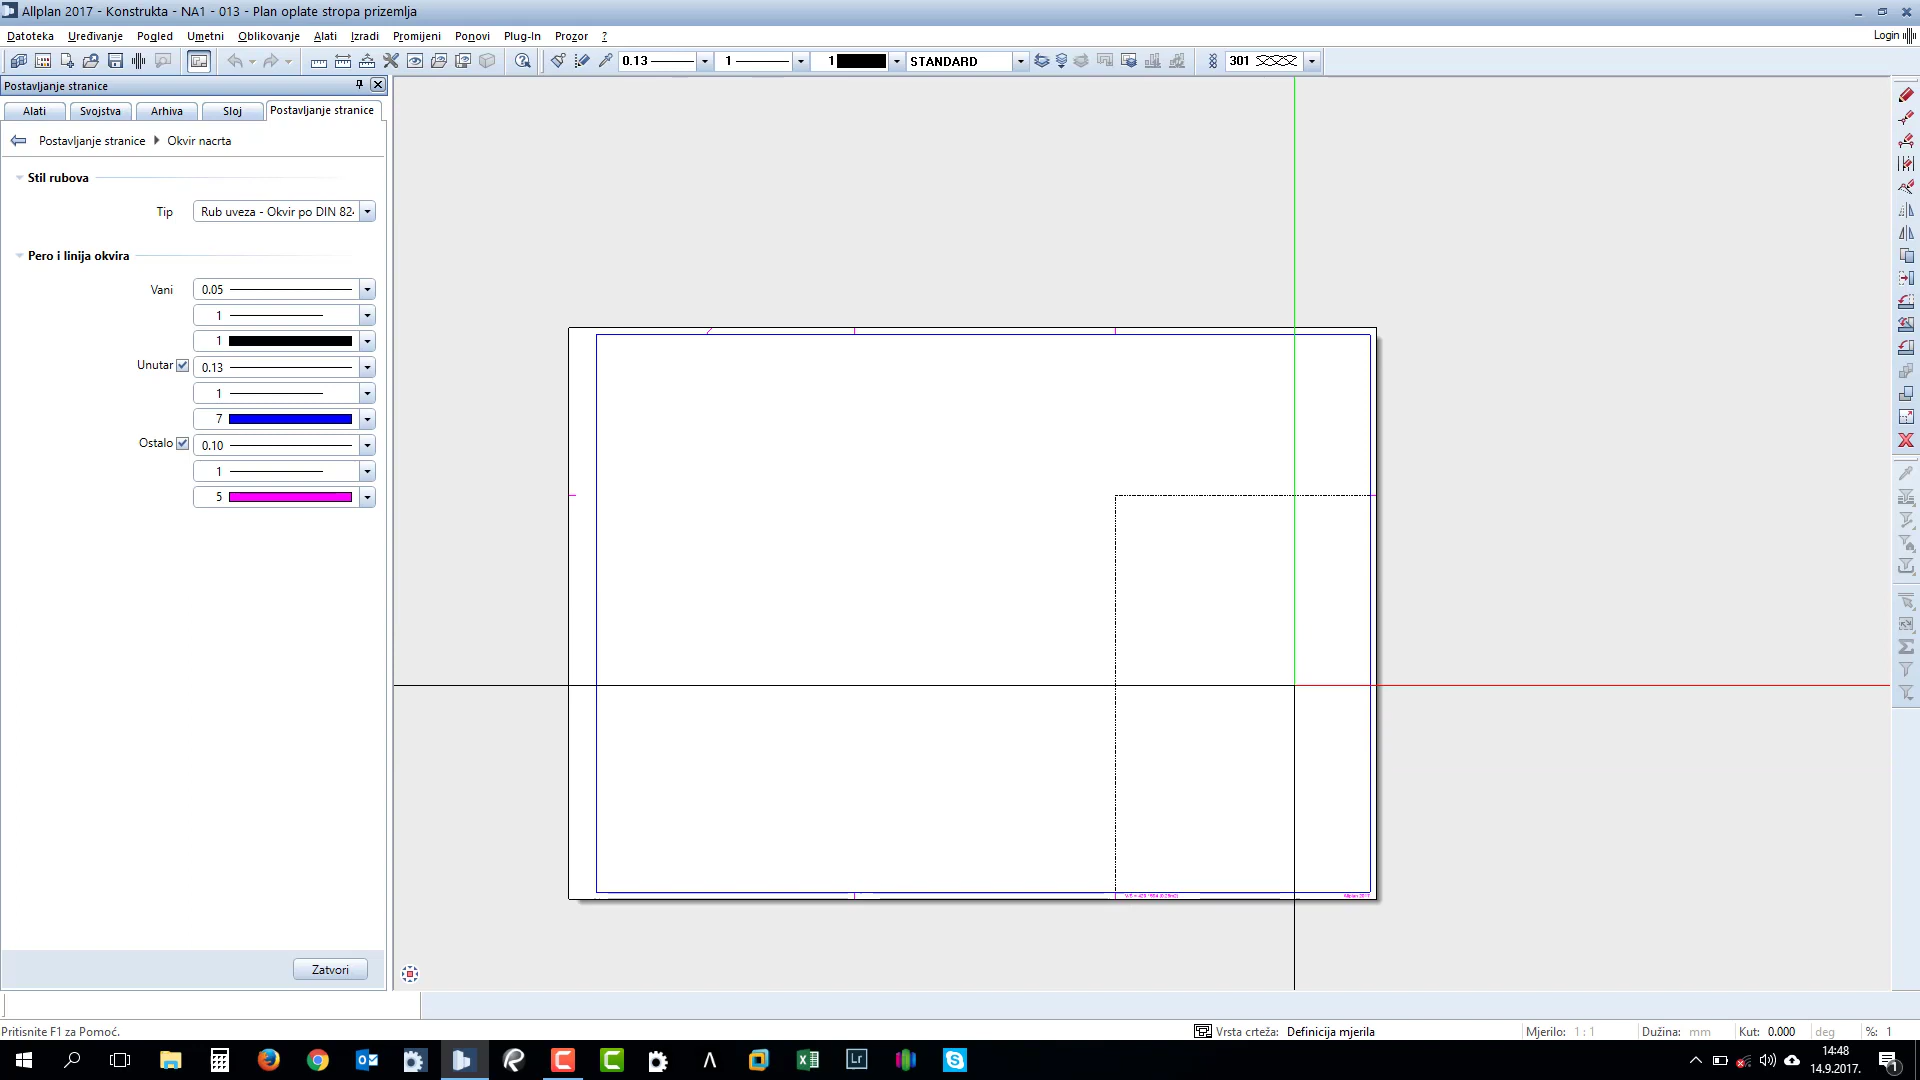 Allplan 2017 - Konstrukta - NA1 - 013 - Plan oplate stropa prizemlja
Datoteka Uređivanje Pogled Umetni Oblikovanje Alati Izradi Promijeni Ponovi Plug-In Prozor ?
Login
0.13 1 1 STANDARD 301
Postavljanje stranice
Alati Svojstva Arhiva Sloj Postavljanje stranice
Postavljanje stranice Okvir nacrta
Stil rubova
Tip Rub uveza - Okvir po DIN 82
Pero i linija okvira
Vani 0.05
1
1
Unutar 0.13
1
7
Ostalo 0.10
1
5
Allplan 2017
Zatvori
Pritisnite F1 za Pomoć.
Vrsta crteža: Definicija mjerila Mjerilo: 1 : 1 Dužina: mm Kut: 0.000 deg %: 1
Lr
14:48
14.9.2017.
1